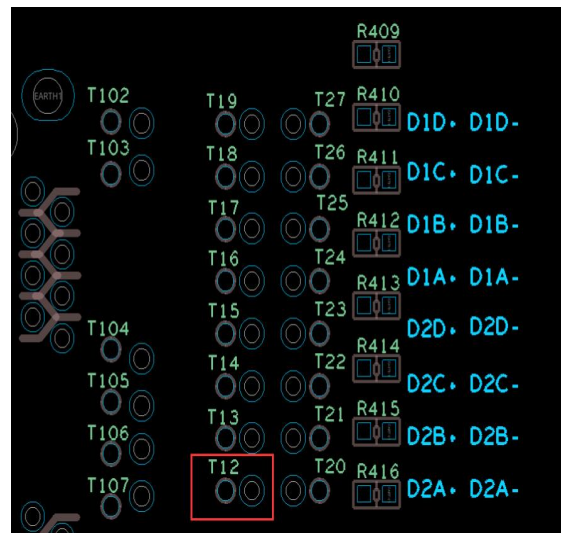 R409
EARTH1 T102 T19 T27 R410 D1D+ D1D-
T103 T18 T26 R411 D1C+ D1C-
T17 T25 R412 D1B+ D1B-
T16 T24 R413 D1A+ D1A-
T104 T15 T23 R414 D2D+ D2D-
T105 T14 T22 D2C+ D2C-
T106 T13 T21 R415 D2B+ D2B-
T107 T12 T20 R416 D2A+ D2A-